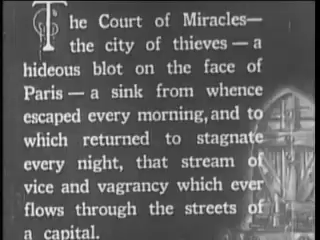 The Court of Miracles—
the city of thieves — a
hideous blot on the face of
Paris — a sink from whence
escaped every morning, and to
which returned to stagnate
every night, that stream of
vice and vagrancy which ever
flows through the streets of
a capital.